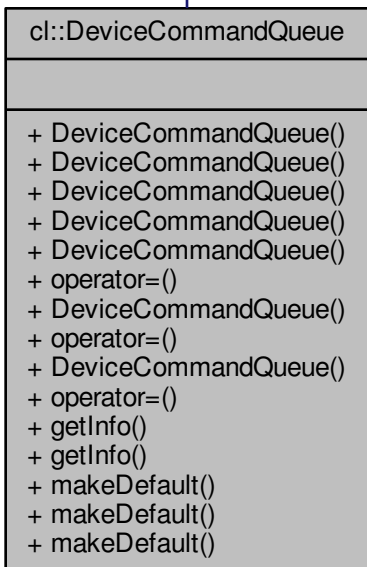 cl::DeviceCommandQueue
+ DeviceCommandQueue()
+ DeviceCommandQueue()
+ DeviceCommandQueue()
+ DeviceCommandQueue()
+ DeviceCommandQueue()
+ operator=()
+ DeviceCommandQueue()
+ operator=()
+ DeviceCommandQueue()
+ operator=()
+ getInfo()
+ getInfo()
+ makeDefault()
+ makeDefault()
+ makeDefault()